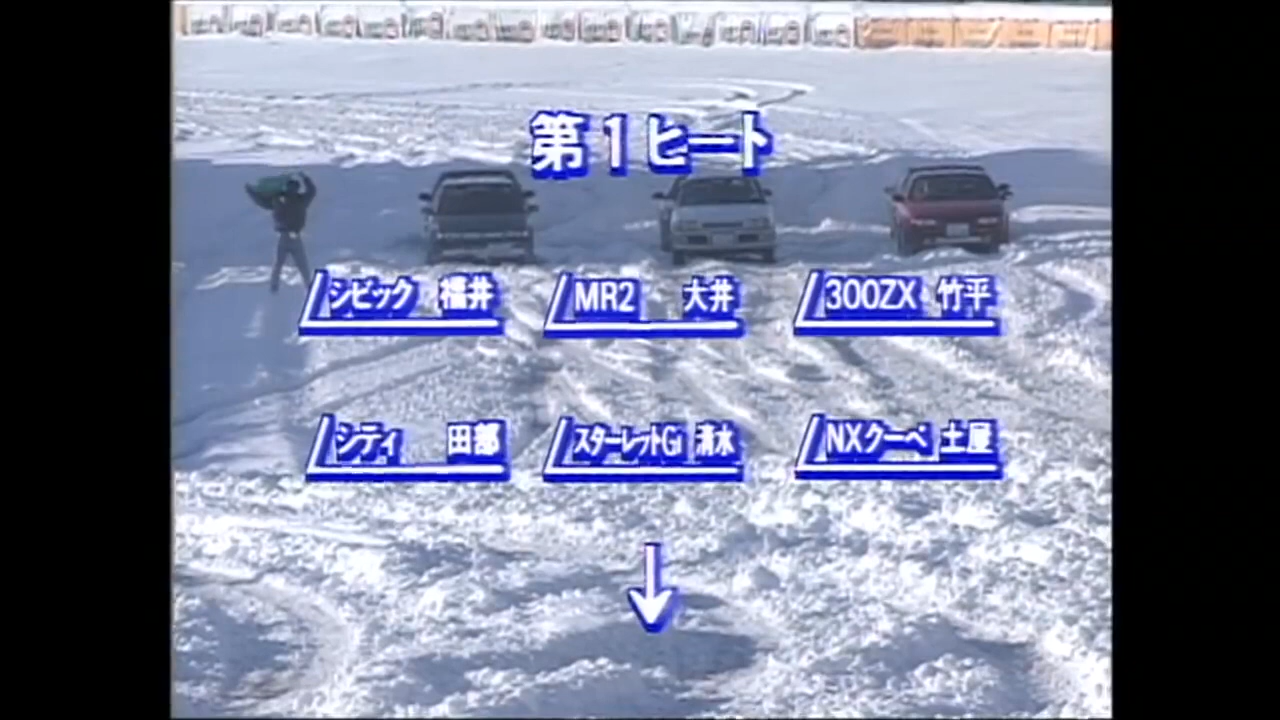 第1ヒート
シビック 福井
MR2 大井
300ZX 竹平
シティ 田部
スターレットGi 清水
NXクーペ 土屋
↓